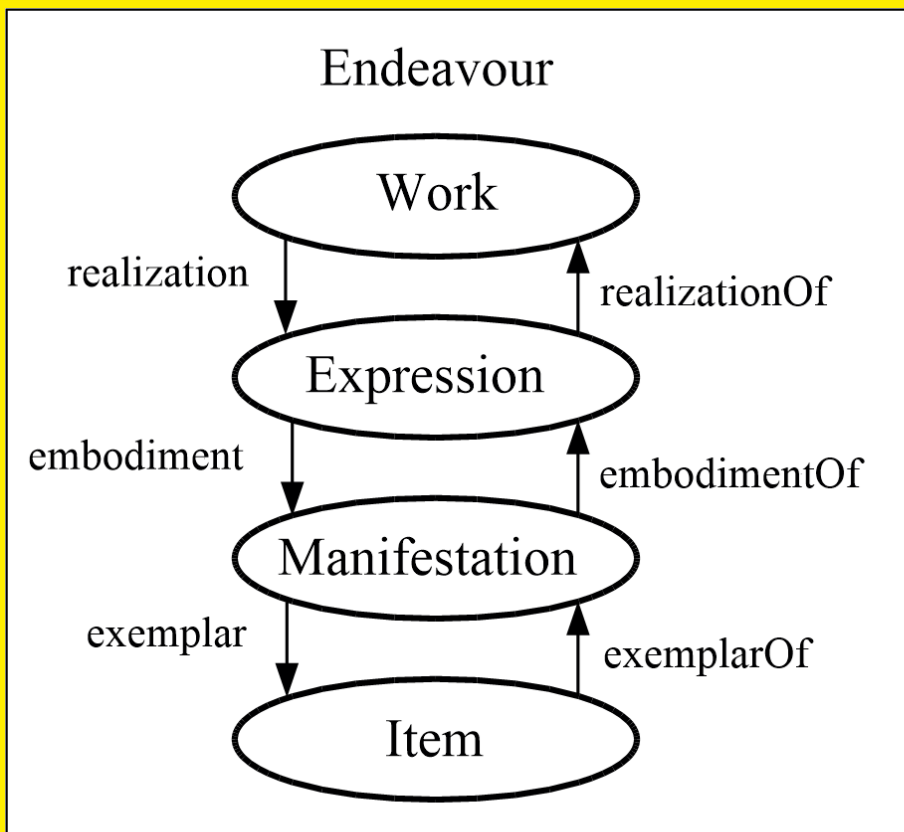 Endeavour
Work
realization
realizationOf
Expression
embodiment
embodimentOf
Manifestation
exemplar
exemplarOf
Item